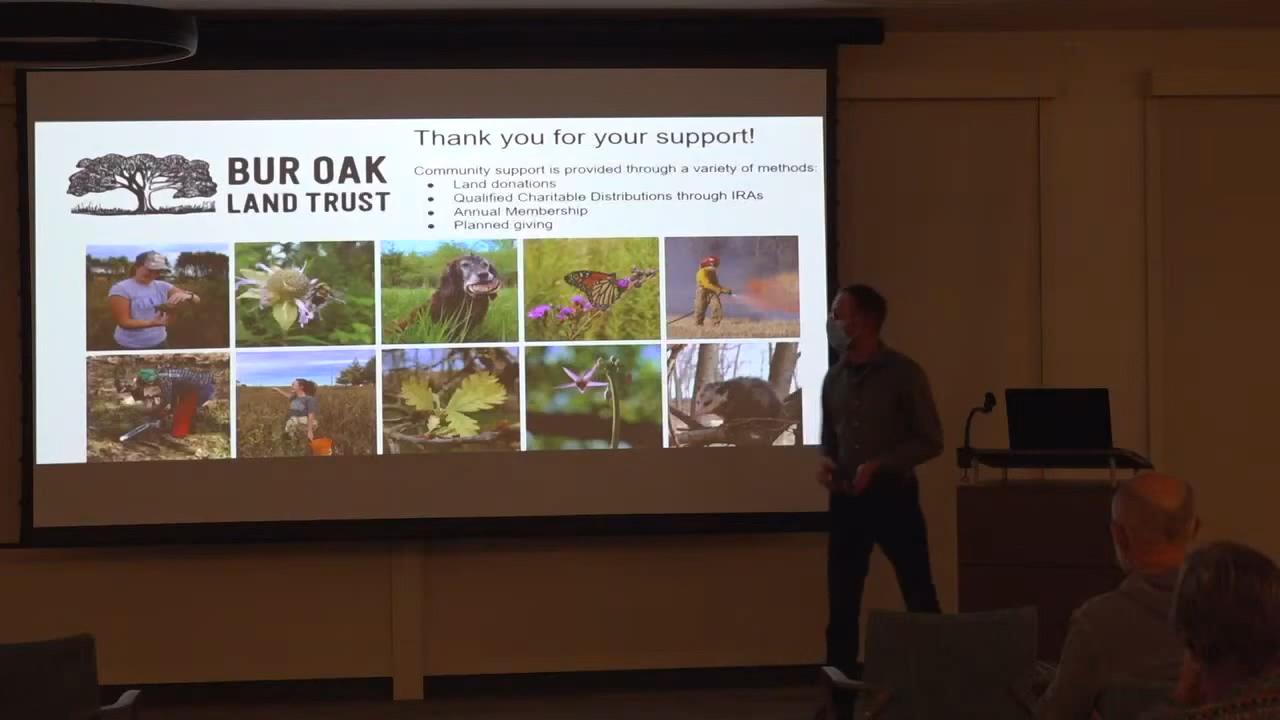 BUR OAK
LAND TRUST
Thank you for your support!
Community support is provided through a variety of methods:
• Land donations
• Qualified Charitable Distributions through IRAs
• Annual Membership
• Planned giving